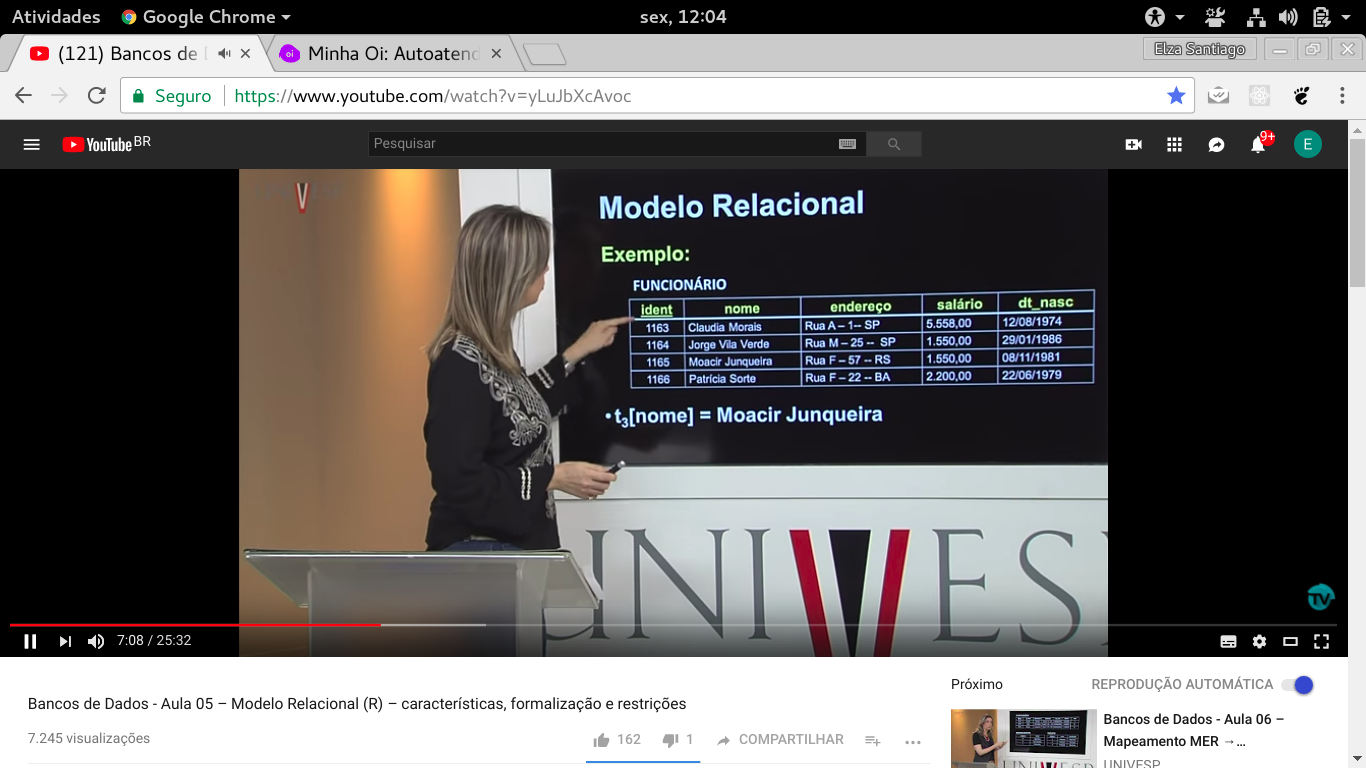 Atividades Google Chrome sex, 12:04
(121) Bancos de Minha Oi: Autoatend Elza Santiago
Seguro https://www.youtube.com/watch?v=yLuJbXcAvoc
YouTube BR Pesquisar 9+ E
Modelo Relacional
Exemplo:
FUNCIONÁRIO
ident nome endereço salário dt_nasc
1163 Claudia Morais Rua A – 1-- SP 5.558,00 12/08/1974
1164 Jorge Vila Verde Rua M – 25 -- SP 1.550,00 29/01/1986
1165 Moacir Junqueira Rua F – 57 -- RS 1.550,00 08/11/1981
1166 Patrícia Sorte Rua F – 22 -- BA 2.200,00 22/06/1979
•t3[nome] = Moacir Junqueira
UNIVESP
TV
7:08 / 25:32
Bancos de Dados - Aula 05 – Modelo Relacional (R) – características, formalização e restrições
7.245 visualizações 162 1 COMPARTILHAR
Próximo REPRODUÇÃO AUTOMÁTICA
Bancos de Dados - Aula 06 –
Mapeamento MER →...
UNIVESP